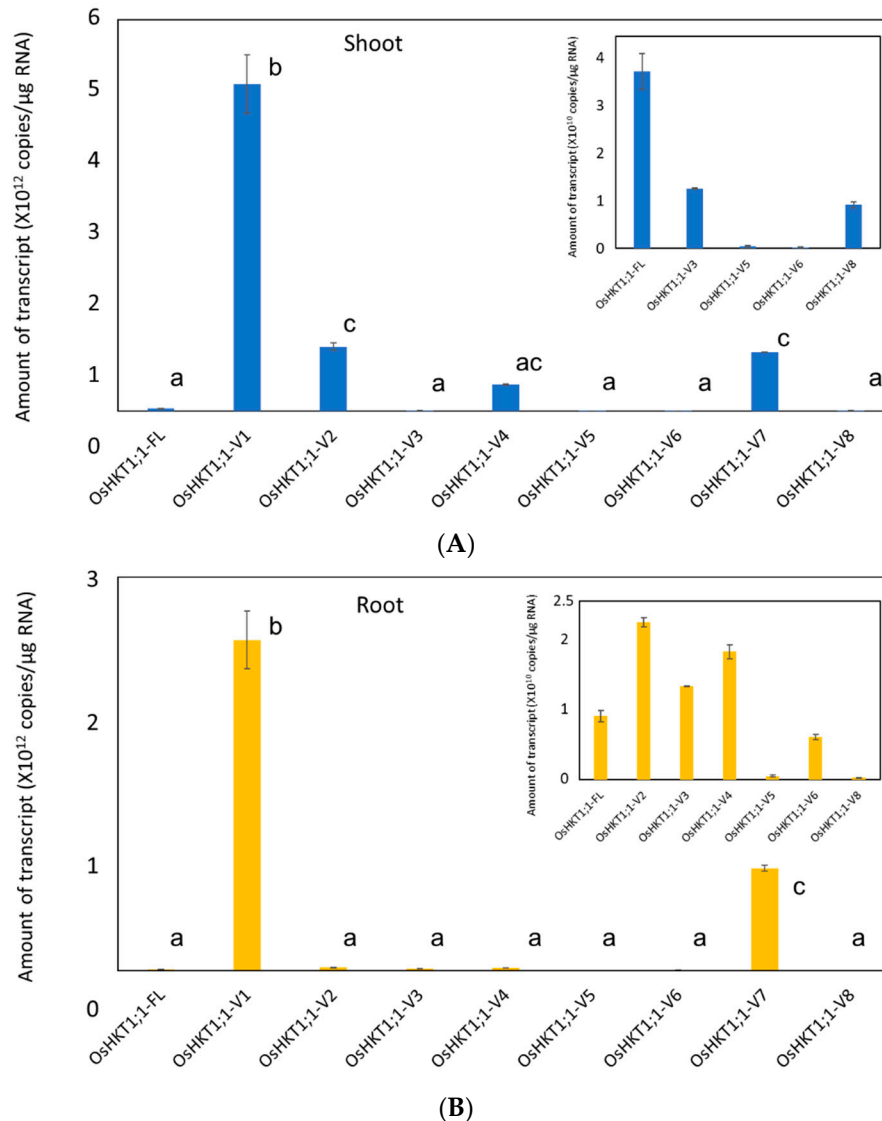 Amount of transcript (X10¹² copies/µg RNA)
6
5
4
3
2
1
0
Shoot
b
a
c
a
ac
a
a
c
a
OsHKT1;1-FL
OsHKT1;1-V1
OsHKT1;1-V2
OsHKT1;1-V3
OsHKT1;1-V4
OsHKT1;1-V5
OsHKT1;1-V6
OsHKT1;1-V7
OsHKT1;1-V8
Amount of transcript (X10¹⁰ copies/µg RNA)
4
3
2
1
0
OsHKT1;1-FL
OsHKT1;1-V3
OsHKT1;1-V5
OsHKT1;1-V6
OsHKT1;1-V8
(A)
Amount of transcript (X10¹² copies/µg RNA)
3
2
1
0
Root
a
b
a
a
a
a
a
c
a
OsHKT1;1-FL
OsHKT1;1-V1
OsHKT1;1-V2
OsHKT1;1-V3
OsHKT1;1-V4
OsHKT1;1-V5
OsHKT1;1-V6
OsHKT1;1-V7
OsHKT1;1-V8
Amount of transcript (X10¹⁰ copies/µg RNA)
2.5
2
1
0
OsHKT1;1-FL
OsHKT1;1-V2
OsHKT1;1-V3
OsHKT1;1-V4
OsHKT1;1-V5
OsHKT1;1-V6
OsHKT1;1-V8
(B)